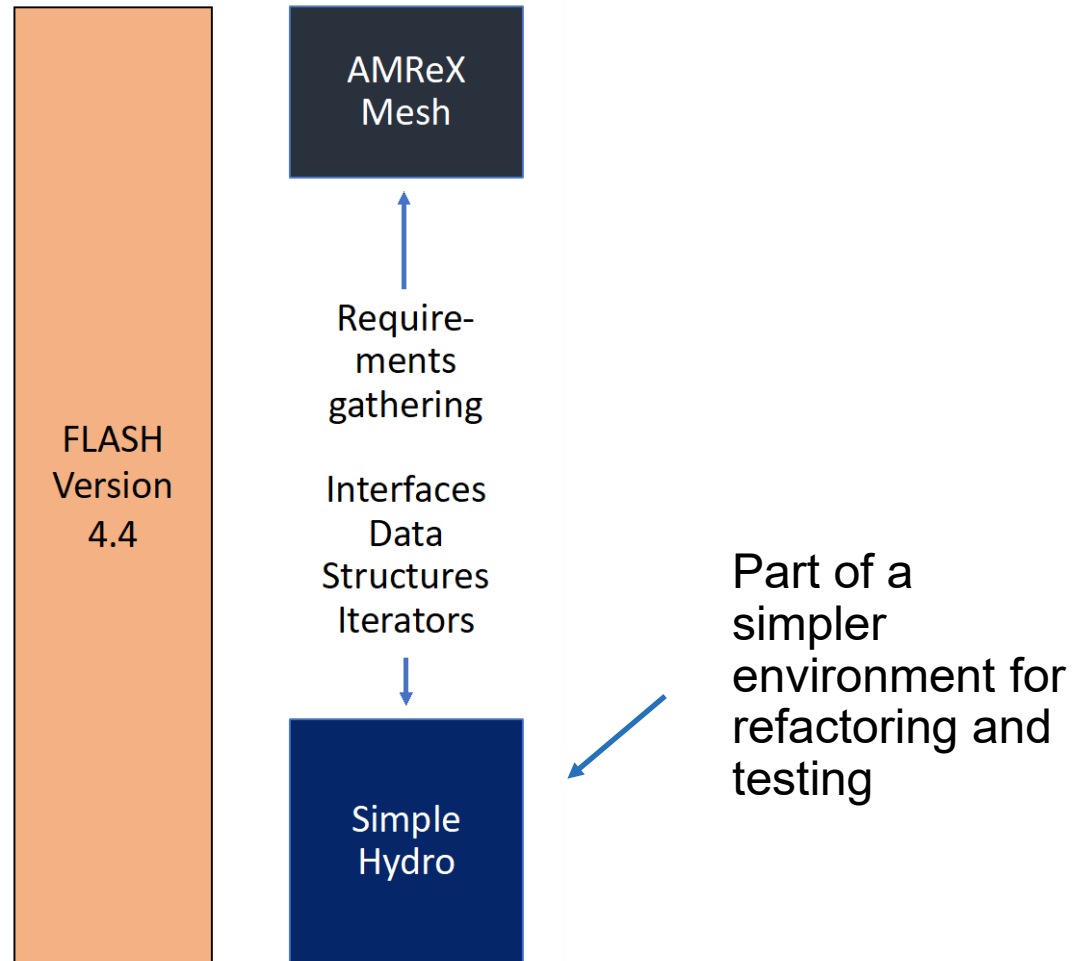 AMReX
Mesh
Require-
ments
gathering
FLASH
Version
4.4
Interfaces
Data
Structures
Iterators
Part of a
simpler
environment for
refactoring and
testing
Simple
Hydro